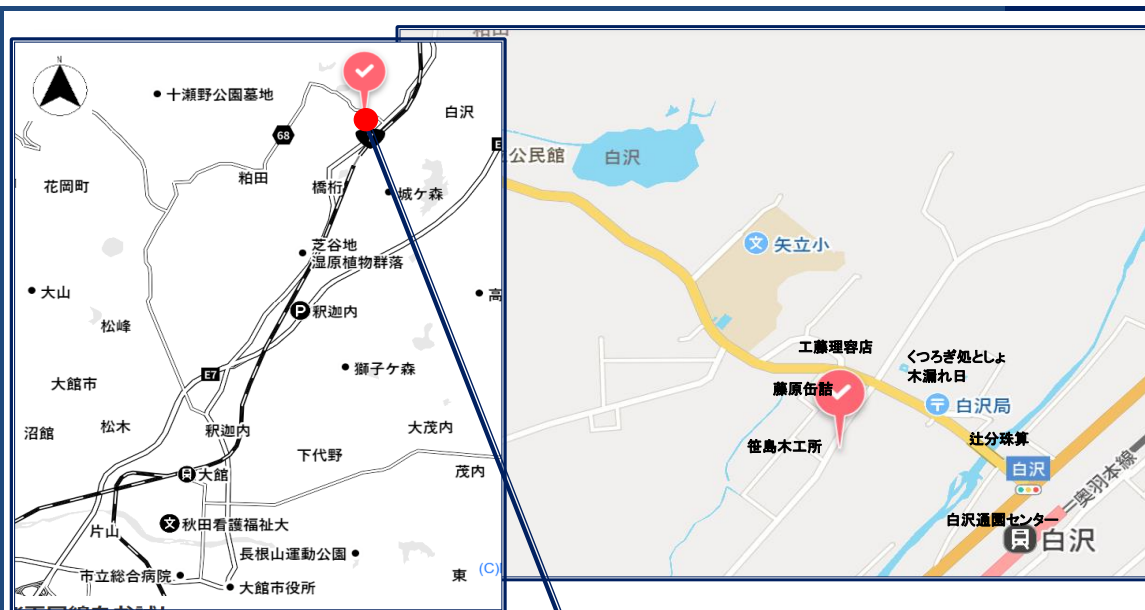 N
十瀬野公園墓地
白沢
68
花岡町
粕田
橋桁
城ケ森
芝谷地
湿原植物群落
大山
松峰
P
釈迦内
獅子ケ森
E7
大館市
沼館
松木
釈迦内
下代野
大茂内
茂内
大館
文
秋田看護福祉大
片山
長根山運動公園
市立総合病院
大館市役所
東
(C)
公民館
白沢
文
矢立小
工藤理容店
くつろぎ処としょ
木漏れ日
藤原缶詰
白沢局
笹島木工所
辻分珠算
白沢
奥羽本線
白沢通園センター
白沢